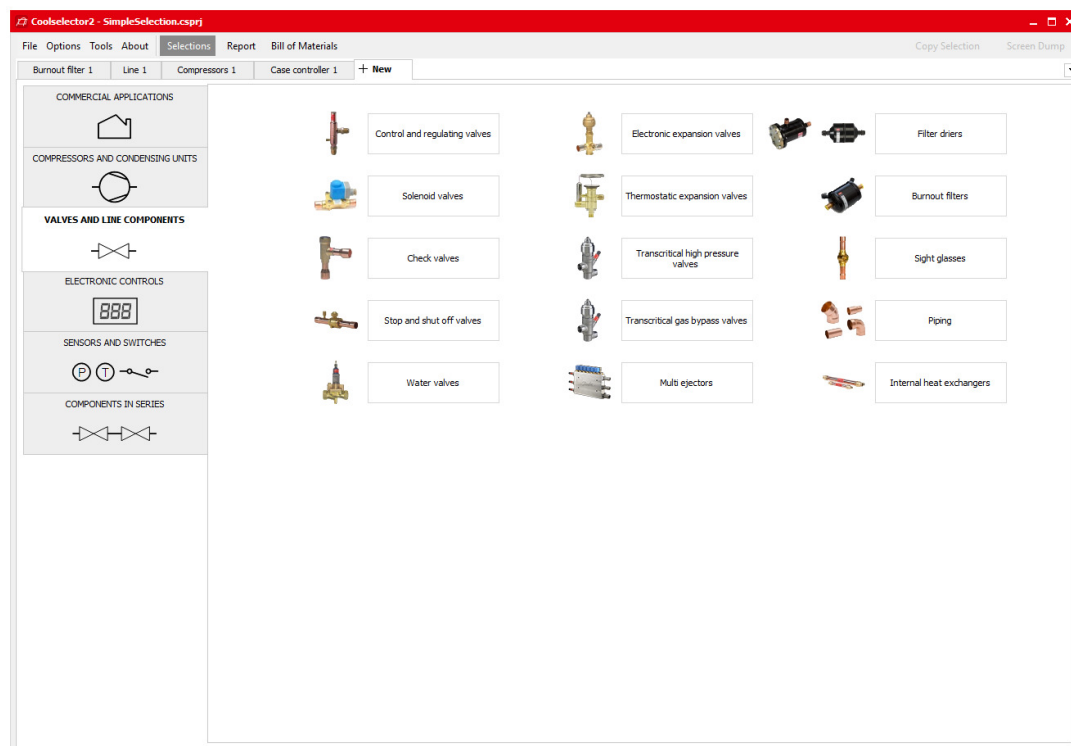 Coolselector2 - SimpleSelection.csprj
File Options Tools About Selections Report Bill of Materials Copy Selection Screen Dump
Burnout filter 1 Line 1 Compressors 1 Case controller 1 + New
COMMERCIAL APPLICATIONS
COMPRESSORS AND CONDENSING UNITS
VALVES AND LINE COMPONENTS
ELECTRONIC CONTROLS
888
SENSORS AND SWITCHES
P T
COMPONENTS IN SERIES
Control and regulating valves Electronic expansion valves Filter driers
Solenoid valves Thermostatic expansion valves Burnout filters
Check valves Transcritical high pressure
valves Sight glasses
Stop and shut off valves Transcritical gas bypass valves Piping
Water valves Multi ejectors Internal heat exchangers